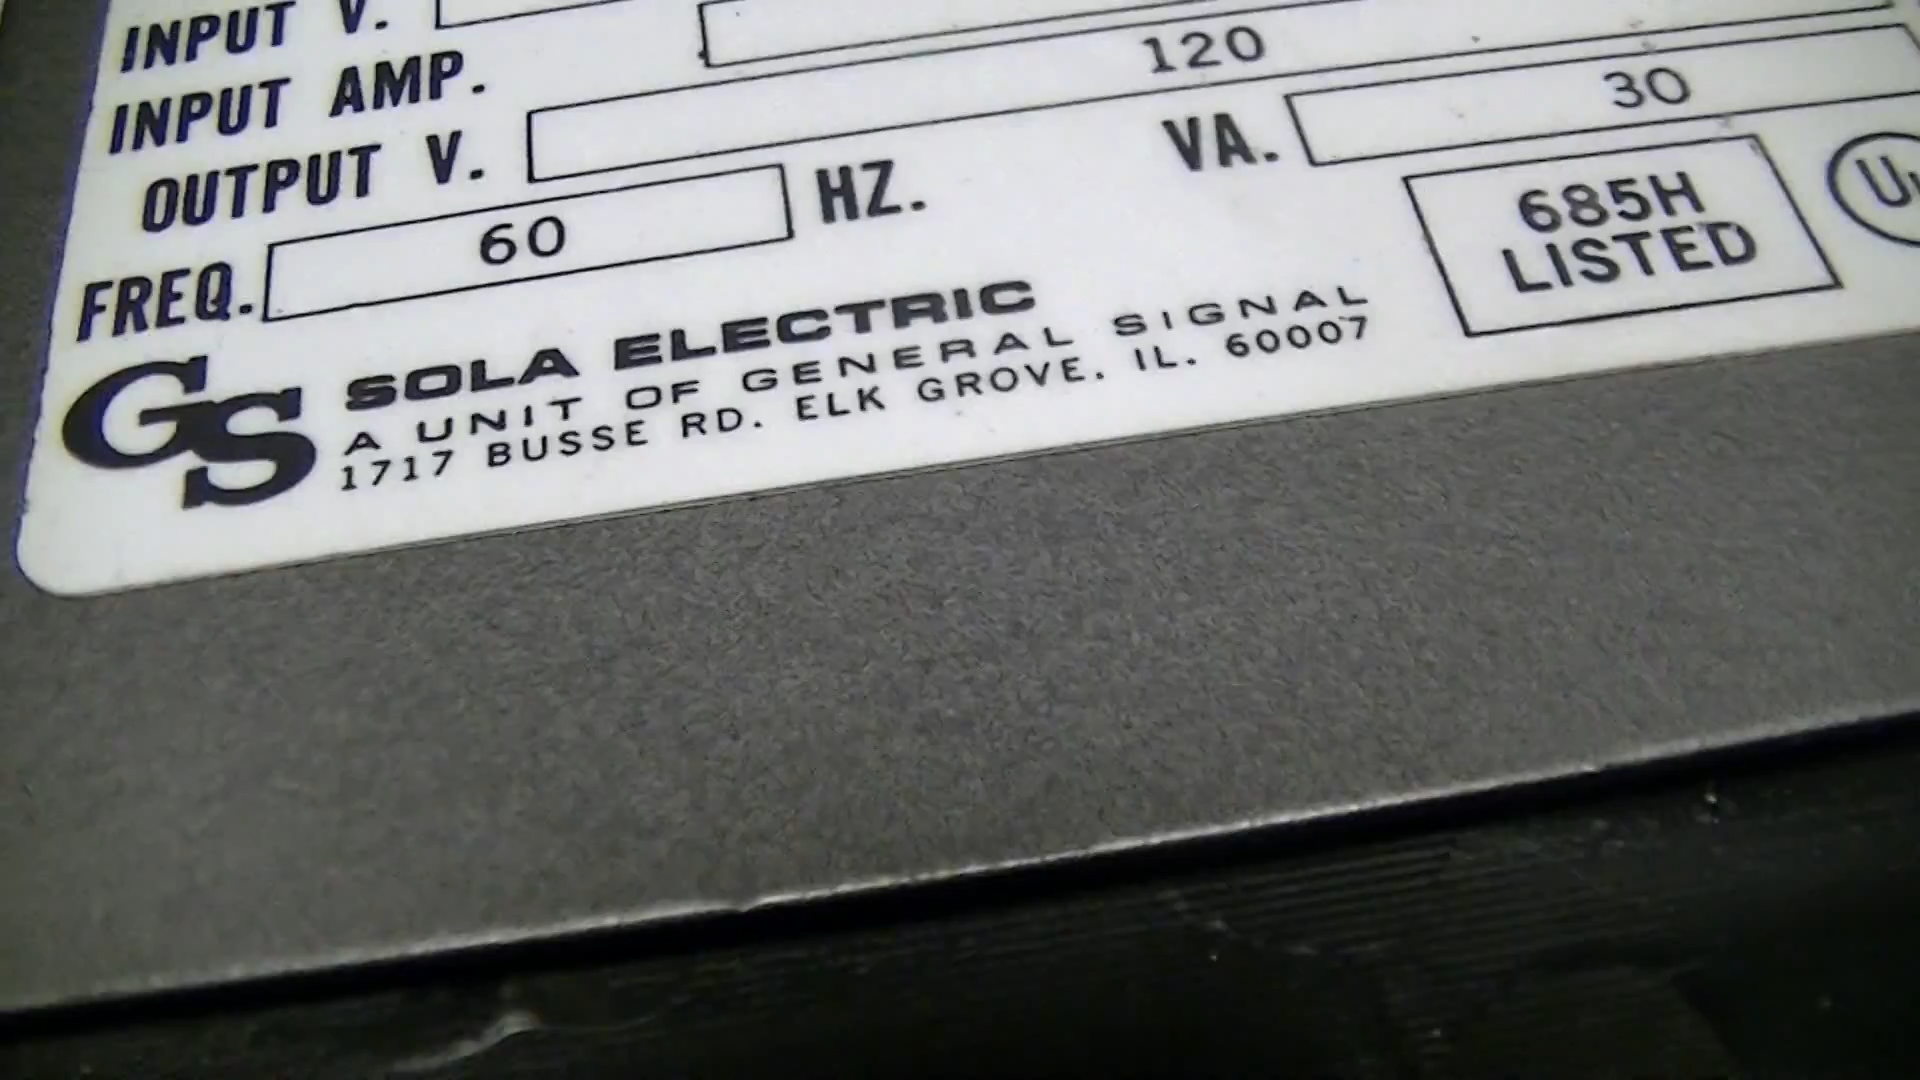 INPUT V.
INPUT AMP.
OUTPUT V. 120
FREQ. 60 HZ. VA. 30
685H
LISTED
GS
SOLA ELECTRIC
A UNIT OF GENERAL SIGNAL
1717 BUSSE RD. ELK GROVE, IL. 60007